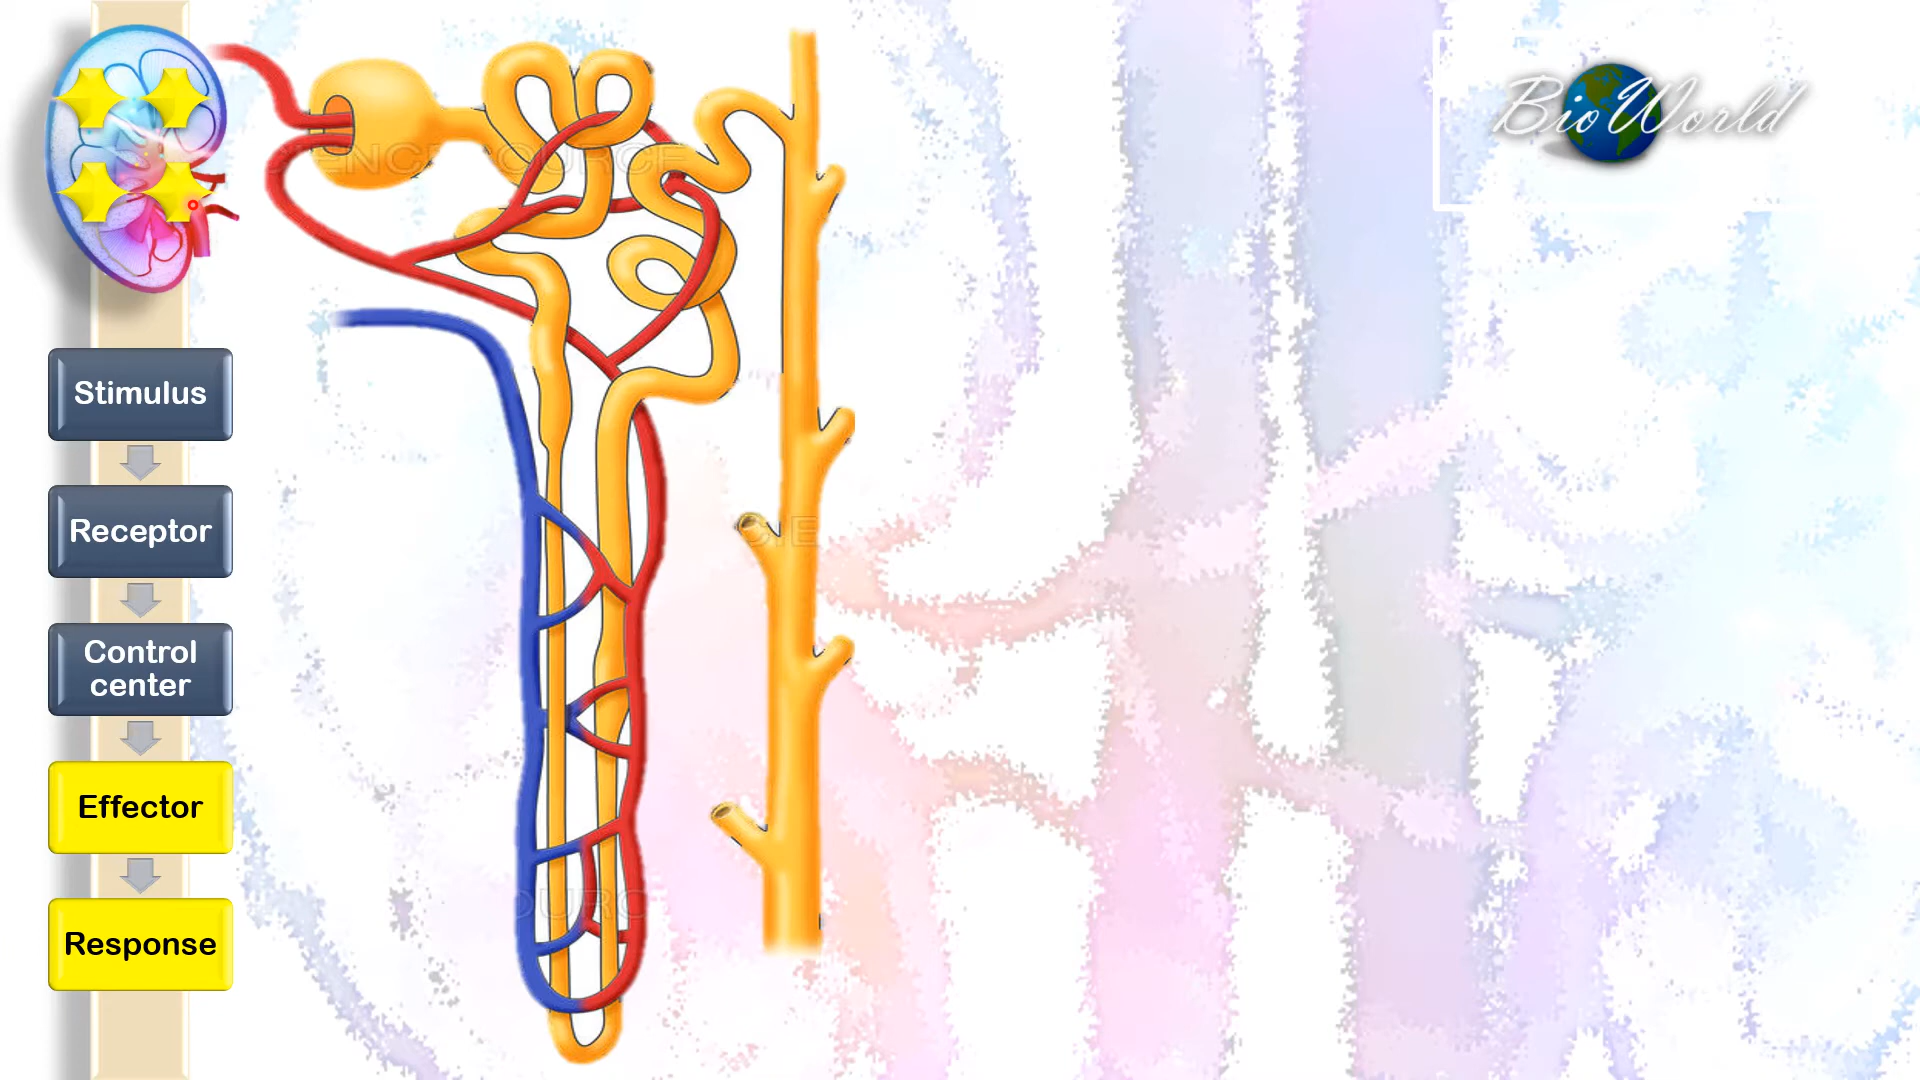 BioWorld
Stimulus
Receptor
Control
center
Effector
Response